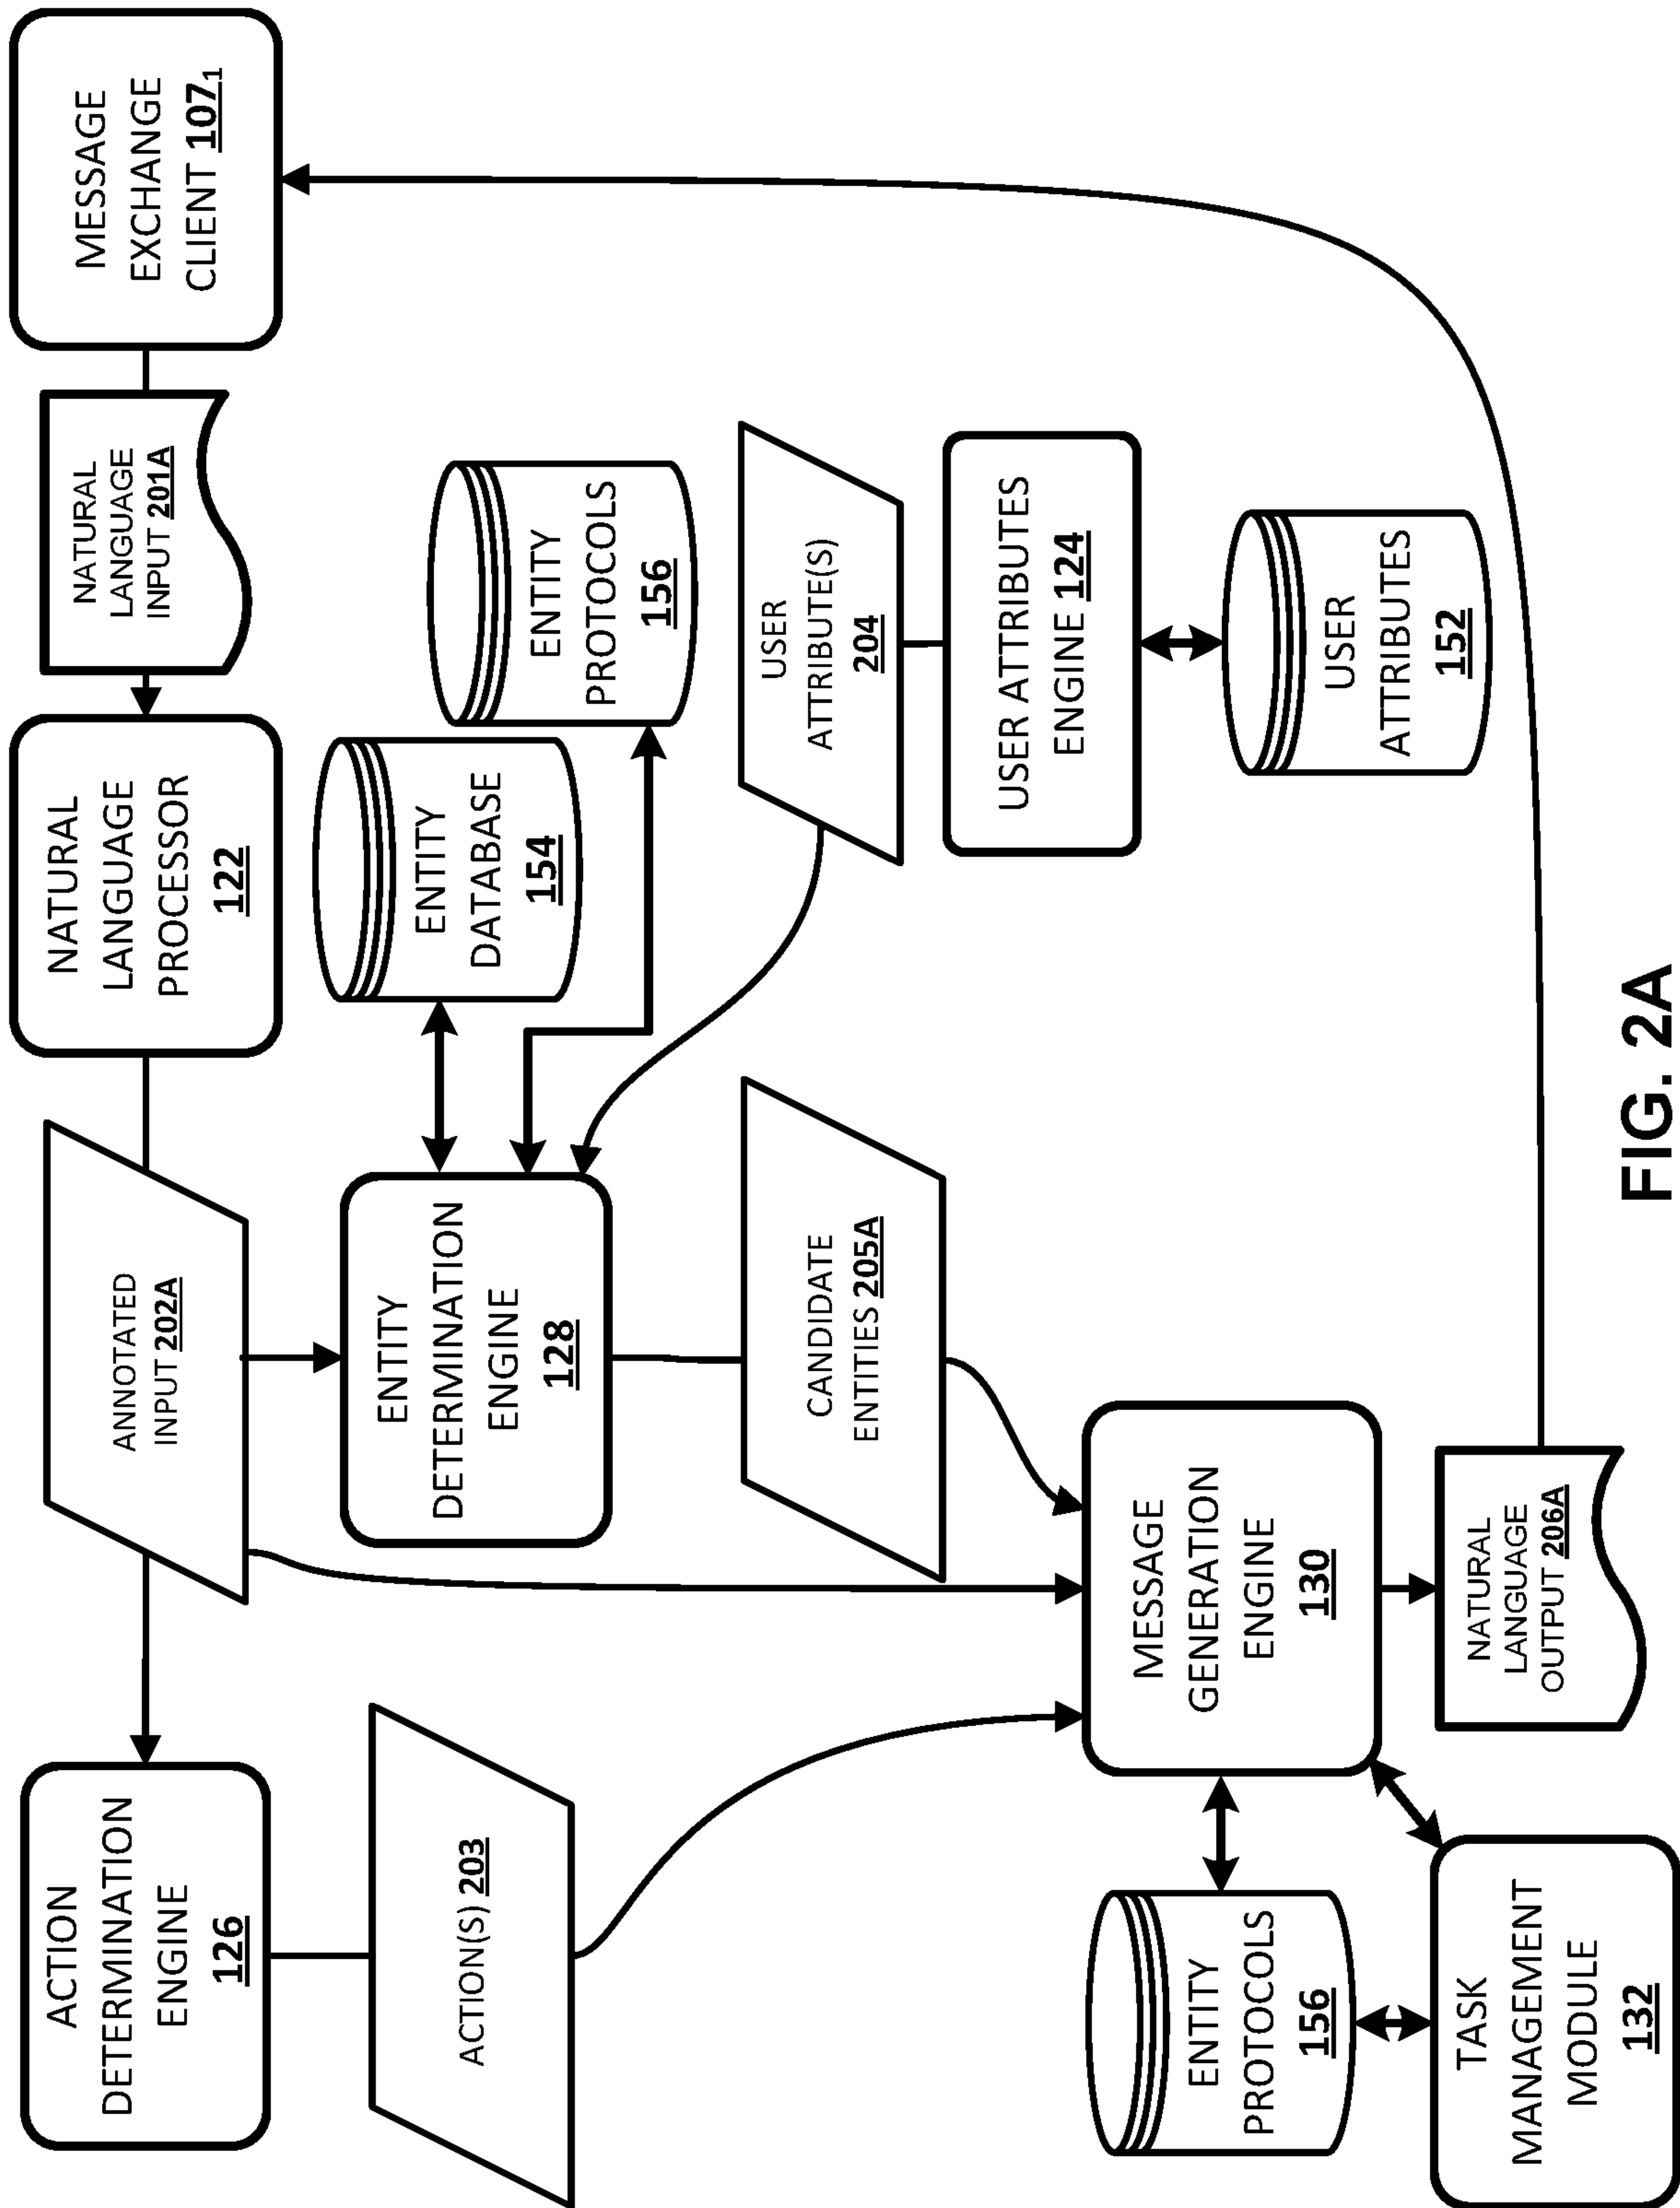 ACTION
DETERMINATION
ENGINE
126
ANNOTATED
INPUT 202A
NATURAL
LANGUAGE
PROCESSOR
122
NATURAL
LANGUAGE
INPUT 201A
MESSAGE
EXCHANGE
CLIENT 107₁
ACTION(S) 203
ENTITY
DETERMINATION
ENGINE
128
ENTITY
DATABASE
154
ENTITY
PROTOCOLS
156
CANDIDATE
ENTITIES 205A
USER
ATTRIBUTE(S)
204
USER ATTRIBUTES
ENGINE 124
USER
ATTRIBUTES
152
ENTITY
PROTOCOLS
156
MESSAGE
GENERATION
ENGINE
130
TASK
MANAGEMENT
MODULE
132
NATURAL
LANGUAGE
OUTPUT 206A
FIG. 2A